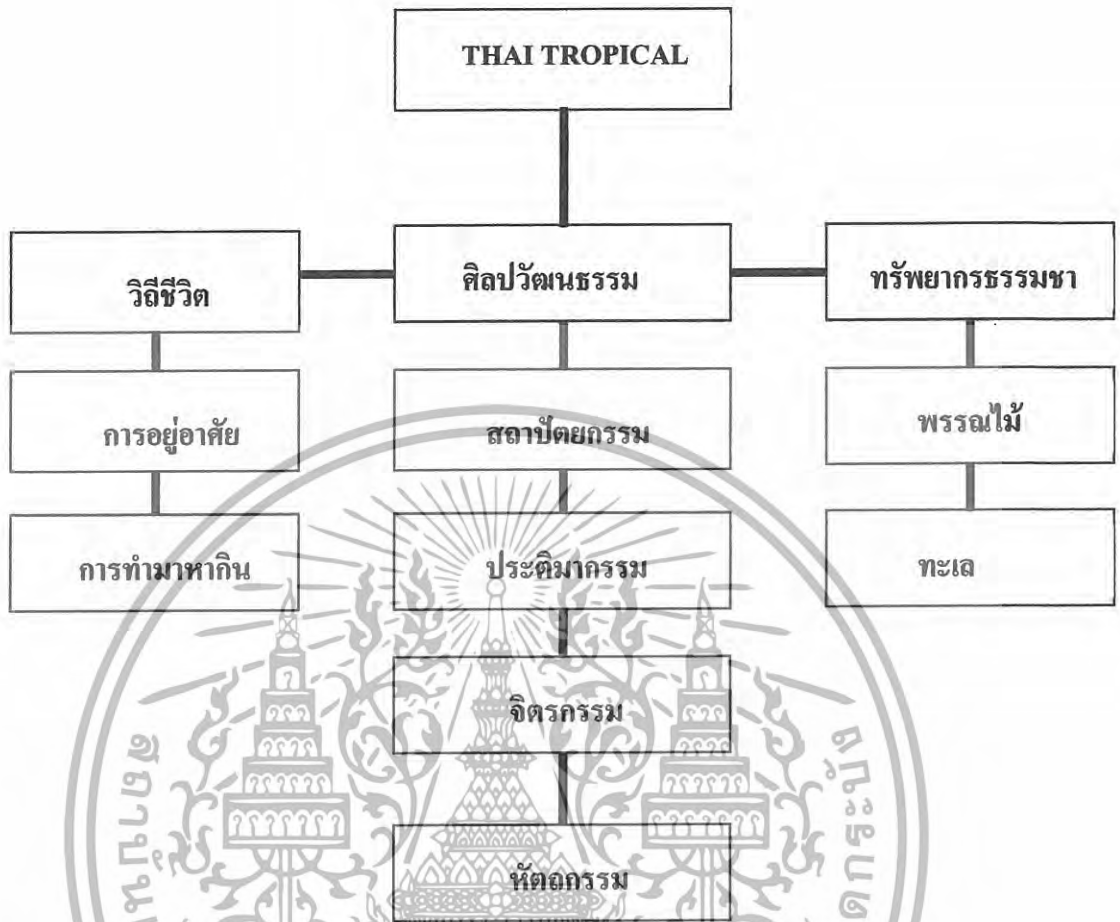 THAI TROPICAL
วิถีชีวิต
ศิลปวัฒนธรรม
ทรัพยากรธรรมชา
การอยู่อาศัย
สถาปัตยกรรม
พรรณไม้
การทำมาหากิน
ประติมากรรม
ทะเล
จิตรกรรม
หัตถกรรม